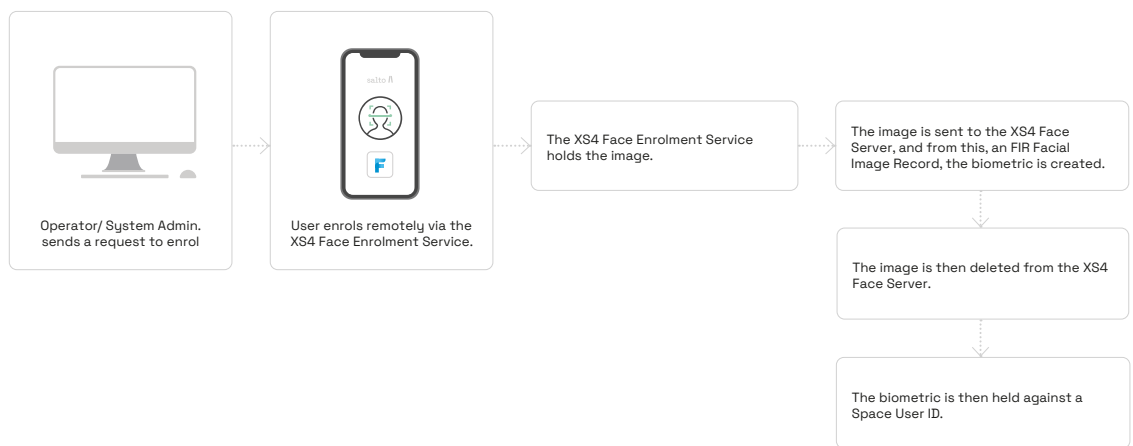 Operator/ System Admin.
sends a request to enrol
salto
F
User enrols remotely via the
XS4 Face Enrolment Service.
The XS4 Face Enrolment Service
holds the image.
The image is sent to the XS4 Face
Server, and from this, an FIR Facial
Image Record, the biometric is created.
The image is then deleted from the XS4
Face Server.
The biometric is then held against a
Space User ID.